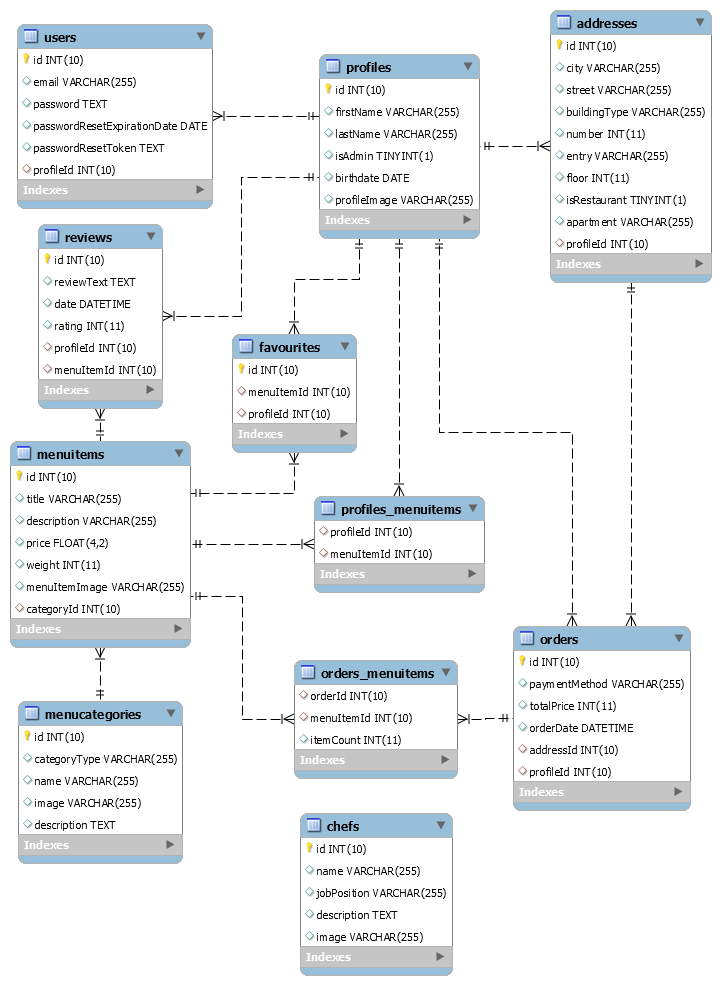 users
id INT(10)
email VARCHAR(255)
password TEXT
passwordResetExpirationDate DATE
passwordResetToken TEXT
profileId INT(10)
Indexes
profiles
id INT(10)
firstName VARCHAR(255)
lastName VARCHAR(255)
isAdmin TINYINT(1)
birthdate DATE
profileImage VARCHAR(255)
Indexes
addresses
id INT(10)
city VARCHAR(255)
street VARCHAR(255)
buildingType VARCHAR(255)
number INT(11)
entry VARCHAR(255)
floor INT(11)
isRestaurant TINYINT(1)
apartment VARCHAR(255)
profileId INT(10)
Indexes
reviews
id INT(10)
reviewText TEXT
date DATETIME
rating INT(11)
profileId INT(10)
menuItemId INT(10)
Indexes
favourites
id INT(10)
menuItemId INT(10)
profileId INT(10)
Indexes
menuitems
id INT(10)
title VARCHAR(255)
description VARCHAR(255)
price FLOAT(4,2)
weight INT(11)
menuItemImage VARCHAR(255)
categoryId INT(10)
Indexes
profiles_menuitems
profileId INT(10)
menuItemId INT(10)
Indexes
orders
id INT(10)
paymentMethod VARCHAR(255)
totalPrice INT(11)
orderDate DATETIME
addressId INT(10)
profileId INT(10)
Indexes
orders_menuitems
orderId INT(10)
menuItemId INT(10)
itemCount INT(11)
Indexes
menucategories
id INT(10)
categoryType VARCHAR(255)
name VARCHAR(255)
image VARCHAR(255)
description TEXT
Indexes
chefs
id INT(10)
name VARCHAR(255)
jobPosition VARCHAR(255)
description TEXT
image VARCHAR(255)
Indexes